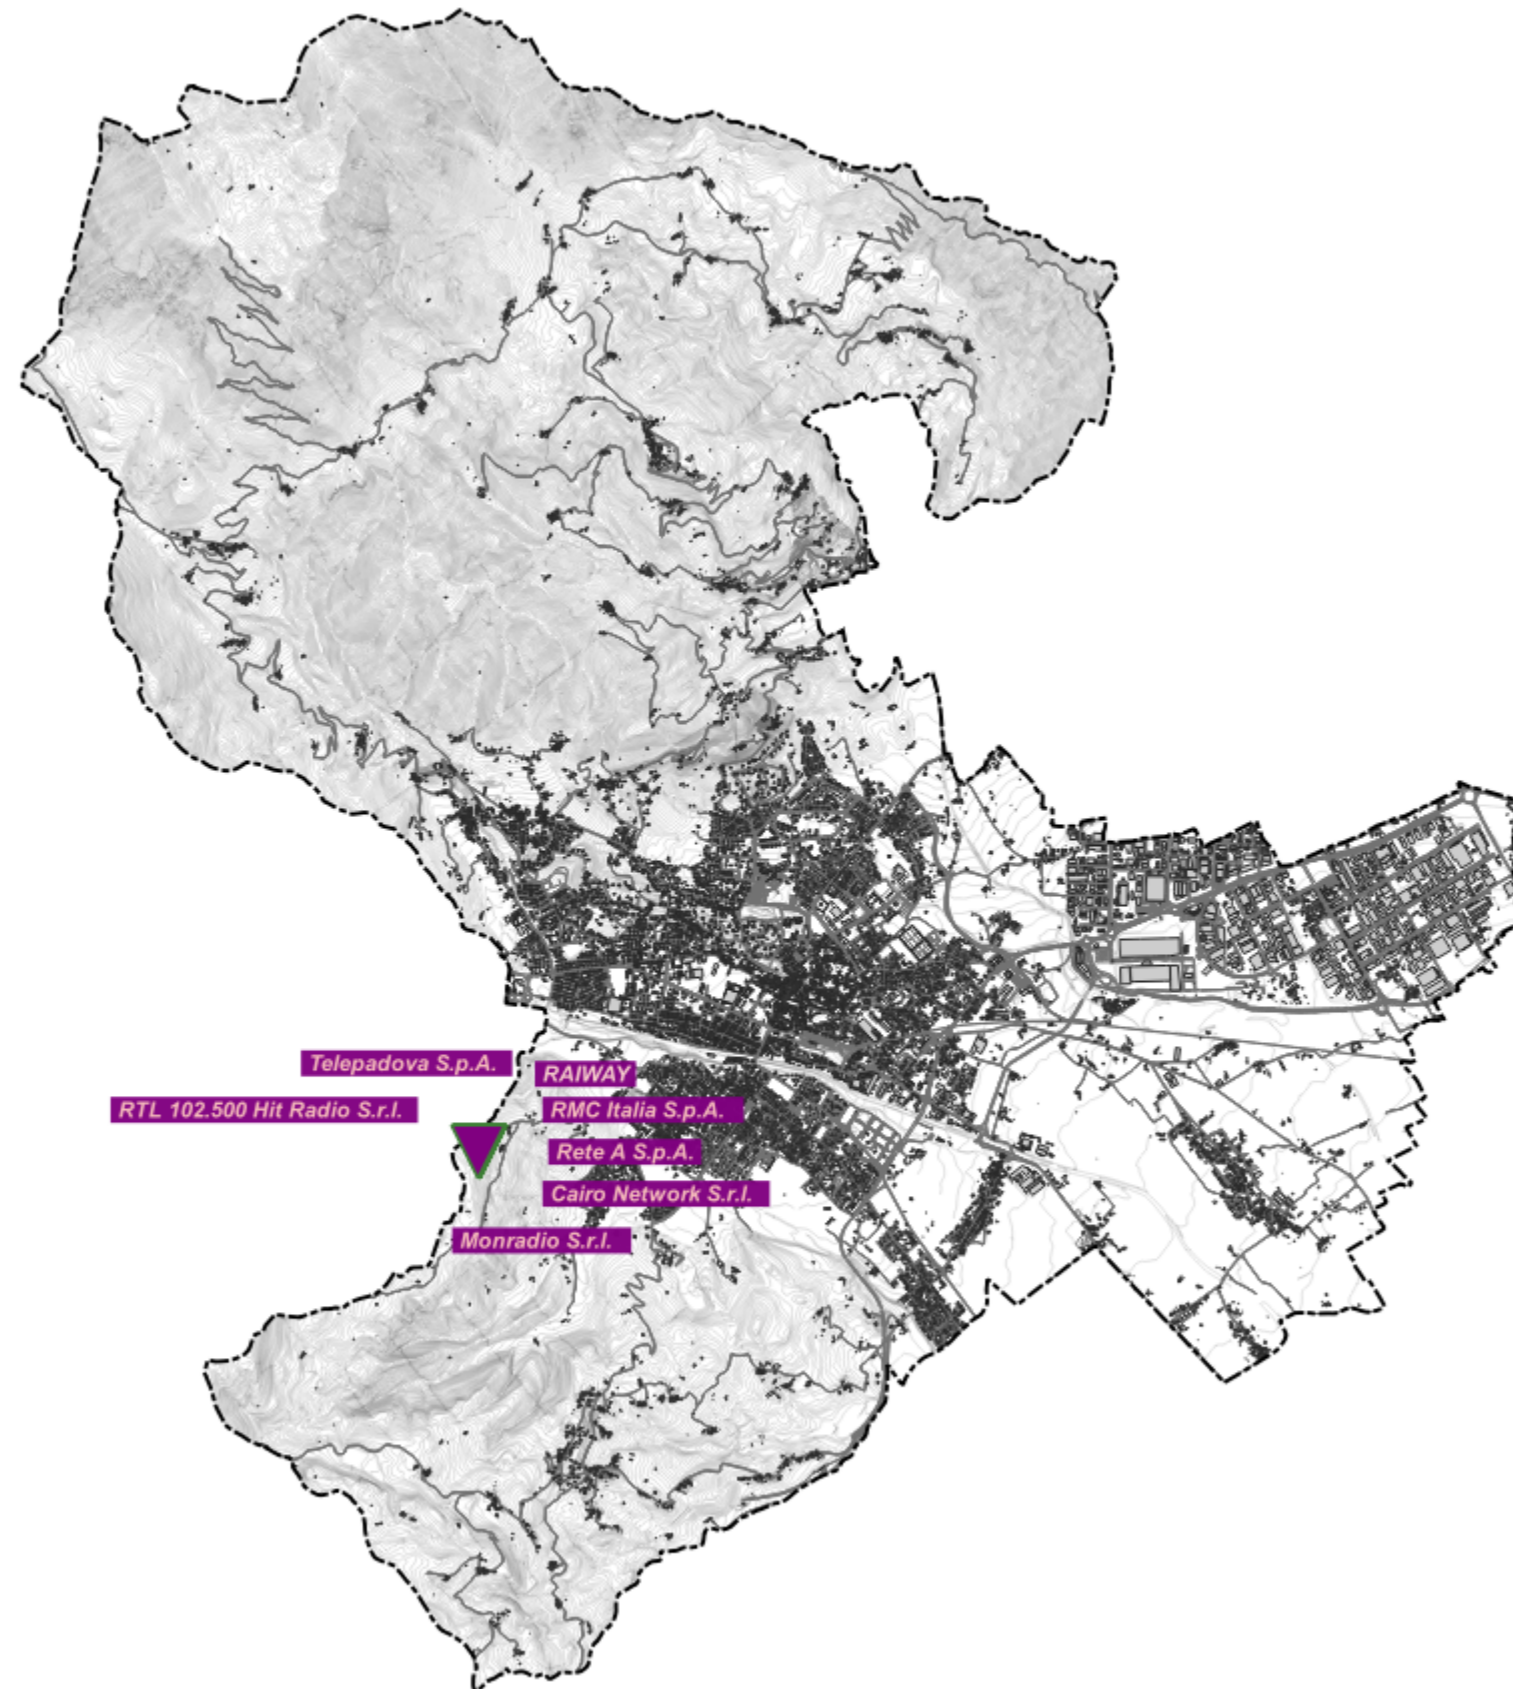 Telepadova S.p.A.
RAIWAY
RTL 102.500 Hit Radio S.r.l.
RMC Italia S.p.A.
Rete A S.p.A.
Cairo Network S.r.l.
Monradio S.r.l.